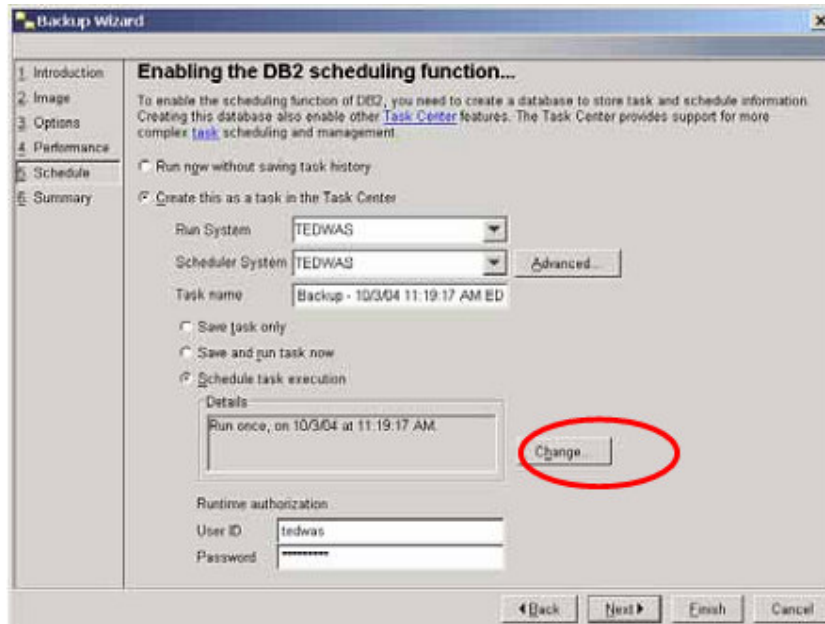 Backup Wizard
1. Introduction
2. Image
3. Options
4. Performance
5. Schedule
6. Summary
Enabling the DB2 scheduling function...
To enable the scheduling function of DB2, you need to create a database to store task and schedule information.
Creating this database also enable other Task Center features. The Task Center provides support for more
complex task scheduling and management.
Run now without saving task history
Create this as a task in the Task Center
Run System TEDWAS
Scheduler System TEDWAS Advanced...
Task name Backup - 10/3/04 11:19:17 AM ED
Save task only
Save and run task now
Schedule task execution
Details
Run once, on 10/3/04 at 11:19:17 AM.
Change...
Runtime authorization
User ID tedwas
Password *********
Back Next Finish Cancel